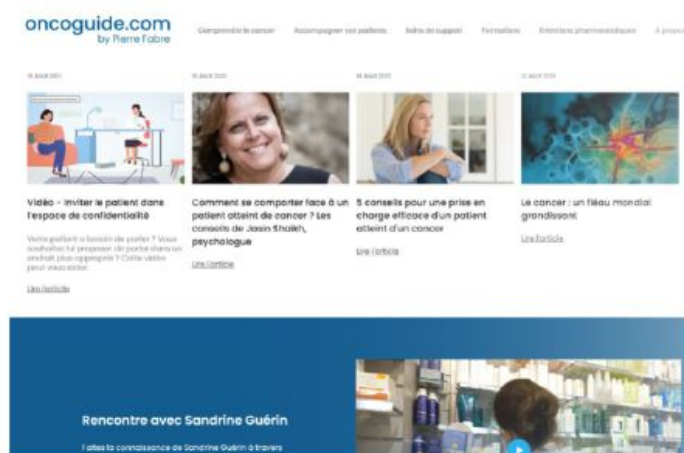 oncoguide.com
by Pierre Fabre
Comprendre le cancer Accompagner vos patients Soins de support Formations Entretiens pharmaceutiques A propos
Vidéo - Inviter le patient dans
l'espace de confidentialité
Votre patient a besoin de parler ? Vous
souhaitez lui proposer de parler dans un
endroit plus approprié ? Cette vidéo
peut vous aider.
Lire l'article
Comment se comporter face à un
patient atteint de cancer ? Les
conseils de Jasin Shaikh,
psychologue
Lire l'article
5 conseils pour une prise en
charge efficace d'un patient
atteint d'un cancer
Lire l'article
Le cancer : un fléau mondial
grandissant
Lire l'article
Rencontre avec Sandrine Guérin
Faites la connaissance de Sandrine Guérin à travers